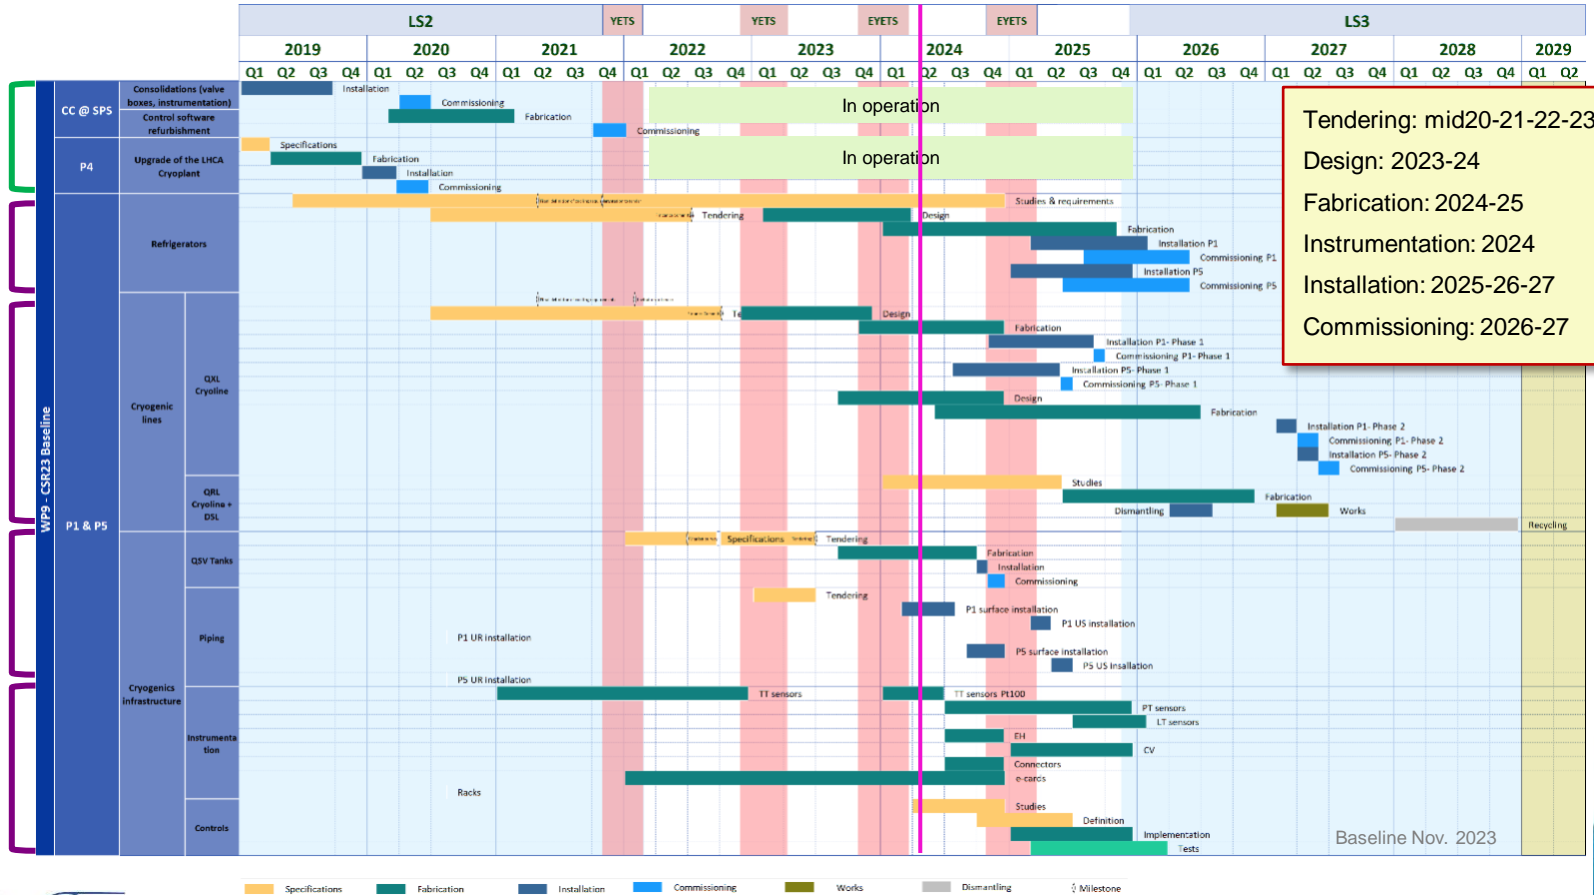 LS2 YETS YETS EYETS EYETS LS3
2019 2020 2021 2022 2023 2024 2025 2026 2027 2028 2029
Q1 Q2 Q3 Q4 Q1 Q2 Q3 Q4 Q1 Q2 Q3 Q4 Q1 Q2 Q3 Q4 Q1 Q2 Q3 Q4 Q1 Q2 Q3 Q4 Q1 Q2 Q3 Q4 Q1 Q2 Q3 Q4 Q1 Q2 Q3 Q4 Q1 Q2 Q3 Q4 Q1 Q2
WP9 - CSR23 Baseline
CC @ SPS
Consolidations (valve
boxes, instrumentation)
Installation
Commissioning
In operation
Control software
refurbishment
Fabrication
Commissioning
P4
Upgrade of the LHCA
Cryoplant
Specifications
Fabrication
Installation
Commissioning
In operation
Tendering: mid20-21-22-23
Design: 2023-24
Fabrication: 2024-25
Instrumentation: 2024
Installation: 2025-26-27
Commissioning: 2026-27
P1 & P5
Refrigerators
Studies & requirements
Tendering
Design
Fabrication
Installation P1
Commissioning P1
Installation P5
Commissioning P5
Cryogenic
lines
QXL
Cryoline
Te
Design
Fabrication
Installation P1- Phase 1
Commissioning P1- Phase 1
Installation P5- Phase 1
Commissioning P5- Phase 1
Design
Fabrication
Installation P1- Phase 2
Commissioning P1- Phase 2
Installation P5- Phase 2
Commissioning P5- Phase 2
QRL
Cryoline +
DSL
Studies
Fabrication
Dismantling
Works
Recycling
Cryogenics
infrastructure
QSV Tanks
Specifications
Tendering
Fabrication
Installation
Commissioning
Piping
Tendering
P1 surface installation
P1 US installation
P1 UR installation
P5 surface installation
P5 US Insallation
P5 UR Installation
Instrumenta
tion
TT sensors
TT sensors Pt100
PT sensors
LT sensors
EH
CV
Connectors
e-cards
Racks
Controls
Studies
Definition
Implementation
Tests
Baseline Nov. 2023
Specifications Fabrication Installation Commissioning Works Dismantling Milestone